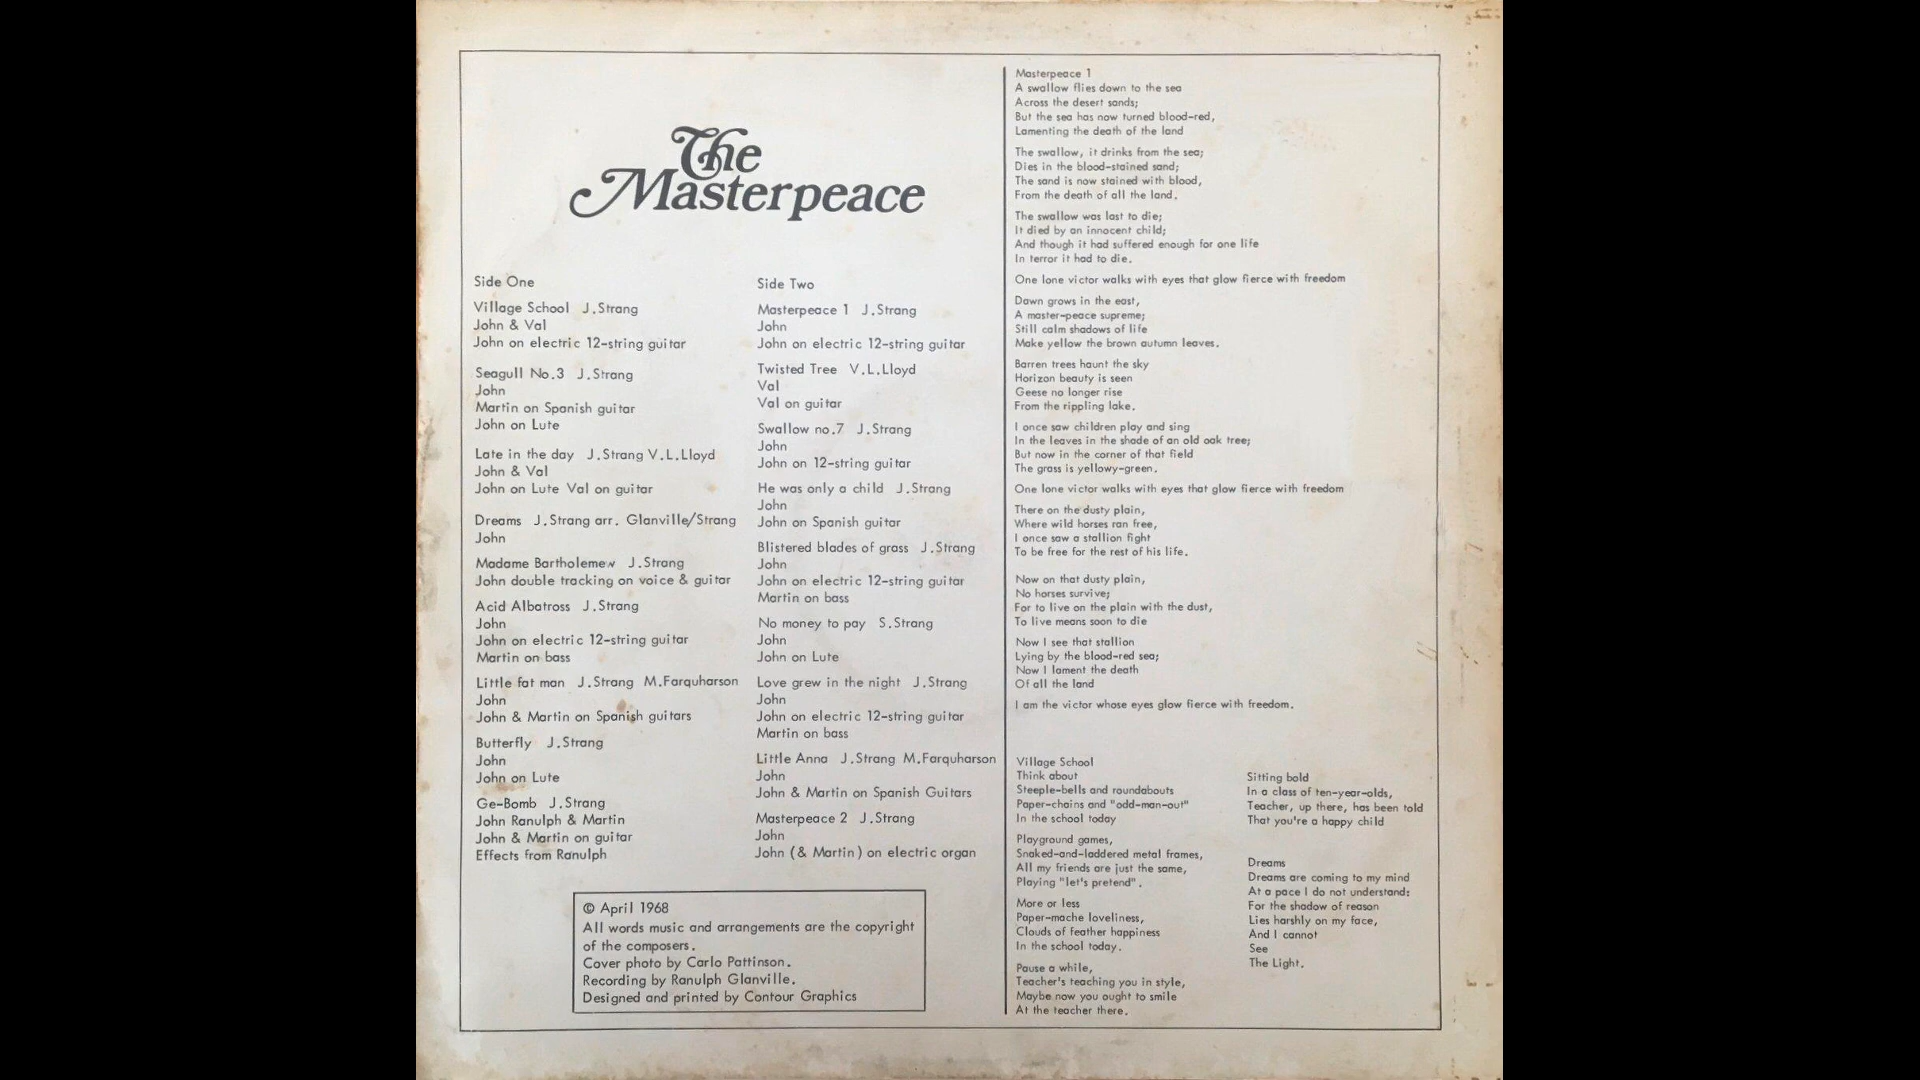 The
Masterpeace
Side One
Village School J.Strang
John & Val
John on electric 12-string guitar
Seagull No.3 J.Strang
John
Martin on Spanish guitar
John on Lute
Late in the day J.Strang V.L.Lloyd
John & Val
John on Lute Val on guitar
Dreams J.Strang arr. Glanville/Strang
John
Madame Bartholemew J.Strang
John double tracking on voice & guitar
Acid Albatross J.Strang
John
John on electric 12-string guitar
Martin on bass
Little fat man J.Strang M.Farquharson
John
John & Martin on Spanish guitars
Butterfly J.Strang
John
John on Lute
Ge-Bomb J.Strang
John Ranulph & Martin
John & Martin on guitar
Effects from Ranulph
Side Two
Masterpeace 1 J.Strang
John
John on electric 12-string guitar
Twisted Tree V.L.Lloyd
Val
Val on guitar
Swallow no.7 J.Strang
John
John on 12-string guitar
He was only a child J.Strang
John
John on Spanish guitar
Blistered blades of grass J.Strang
John
John on electric 12-string guitar
Martin on bass
No money to pay S.Strang
John
John on Lute
Love grew in the night J.Strang
John
John on electric 12-string guitar
Martin on bass
Little Anna J.Strang M.Farquharson
John
John & Martin on Spanish Guitars
Masterpeace 2 J.Strang
John
John (& Martin) on electric organ
© April 1968
All words music and arrangements are the copyright
of the composers.
Cover photo by Carlo Pattinson.
Recording by Ranulph Glanville.
Designed and printed by Contour Graphics
Masterpeace 1
A swallow flies down to the sea
Across the desert sands;
But the sea has now turned blood-red,
Lamenting the death of the land
The swallow, it drinks from the sea;
Dies in the blood-stained sand;
The sand is now stained with blood,
From the death of all the land.
The swallow was last to die;
It died by an innocent child;
And though it had suffered enough for one life
In terror it had to die.
One lone victor walks with eyes that glow fierce with freedom
Dawn grows in the east,
A master-peace supreme;
Still calm shadows of life
Make yellow the brown autumn leaves.
Barren trees haunt the sky
Horizon beauty is seen
Geese no longer rise
From the rippling lake.
I once saw children play and sing
In the leaves in the shade of an old oak tree;
But now in the corner of that field
The grass is yellowy-green.
One lone victor walks with eyes that glow fierce with freedom
There on the dusty plain,
Where wild horses ran free,
I once saw a stallion fight
To be free for the rest of his life.
Now on that dusty plain,
No horses survive;
For to live on the plain with the dust,
To live means soon to die
Now I see that stallion
Lying by the blood-red sea;
Now I lament the death
Of all the land
I am the victor whose eyes glow fierce with freedom.
Village School
Think about
Steeple-bells and roundabouts
Paper-chains and "odd-man-out"
In the school today
Playground games,
Snaked-and-laddered metal frames,
All my friends are just the same,
Playing "let's pretend".
More or less
Paper-mache loveliness,
Clouds of feather happiness
In the school today.
Pause a while,
Teacher's teaching you in style,
Maybe now you ought to smile
At the teacher there.
Sitting bold
In a class of ten-year-olds,
Teacher, up there, has been told
That you're a happy child
Dreams
Dreams are coming to my mind
At a pace I do not understand:
For the shadow of reason
Lies harshly on my face,
And I cannot
See
The Light.